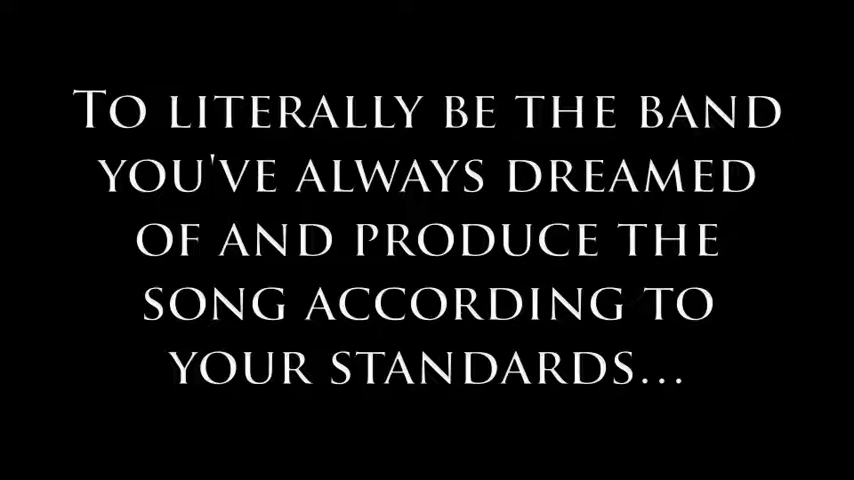 To literally be the band
you've always dreamed
of and produce the
song according to
your standards...